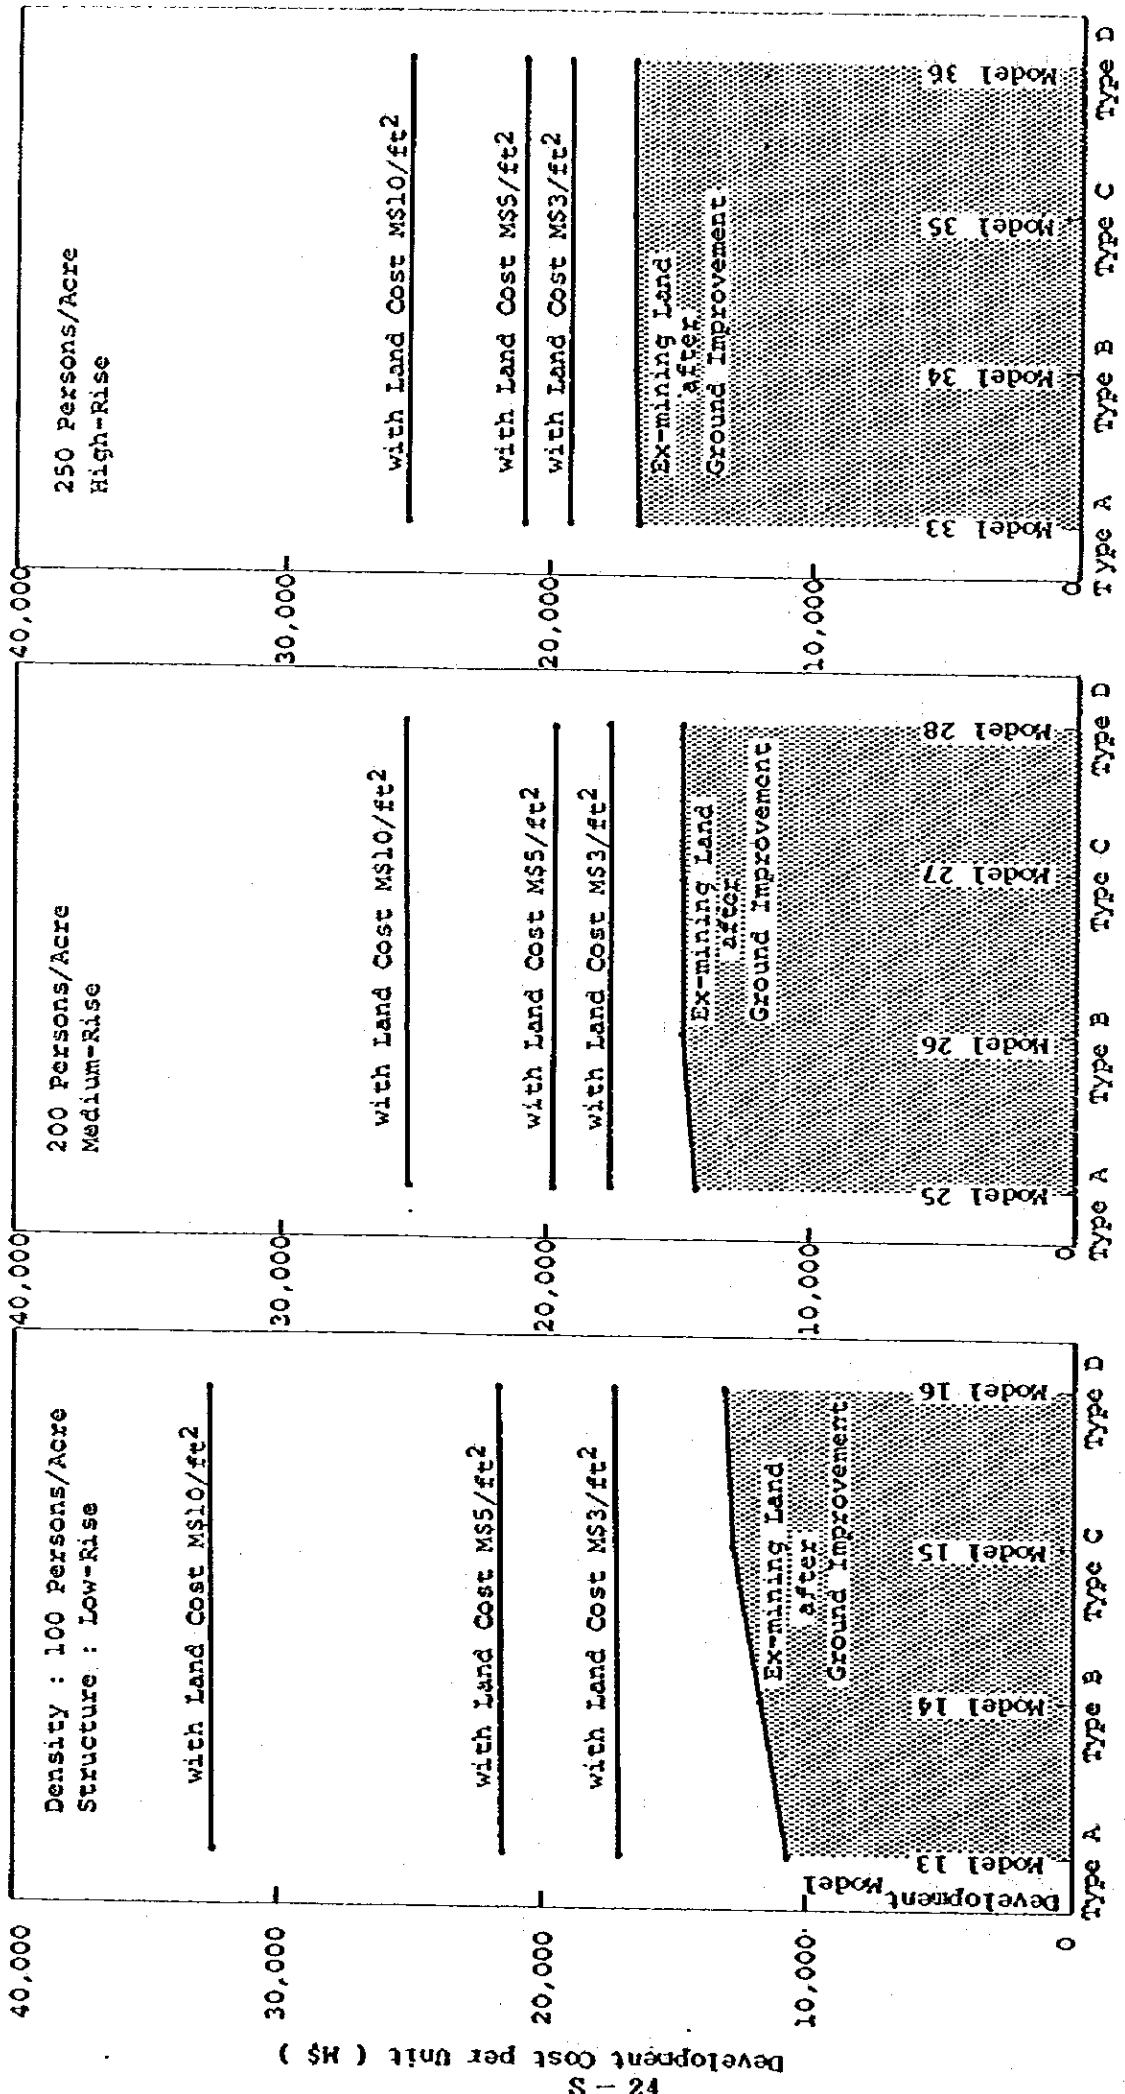 Development Cost per Unit ( M$ )
40,000
30,000
20,000
10,000
0
Density : 100 Persons/Acre
Structure : Low-Rise
with Land Cost M$10/ft2
with Land Cost M$5/ft2
with Land Cost M$3/ft2
Ex-mining Land
after
Ground Improvement
Development
Model
Model 13
Model 14
Model 15
Model 16
Type A
Type B
Type C
Type D
40,000
30,000
20,000
10,000
0
200 Persons/Acre
Medium-Rise
with Land Cost M$10/ft2
with Land Cost M$5/ft2
with Land Cost M$3/ft2
Ex-mining Land
after
Ground Improvement
Model 25
Model 26
Model 27
Model 28
Type A
Type B
Type C
Type D
40,000
30,000
20,000
10,000
0
250 Persons/Acre
High-Rise
with Land Cost M$10/ft2
with Land Cost M$5/ft2
with Land Cost M$3/ft2
Ex-mining Land
after
Ground Improvement
Model 33
Model 34
Model 35
Model 36
Type A
Type B
Type C
Type D
S - 24